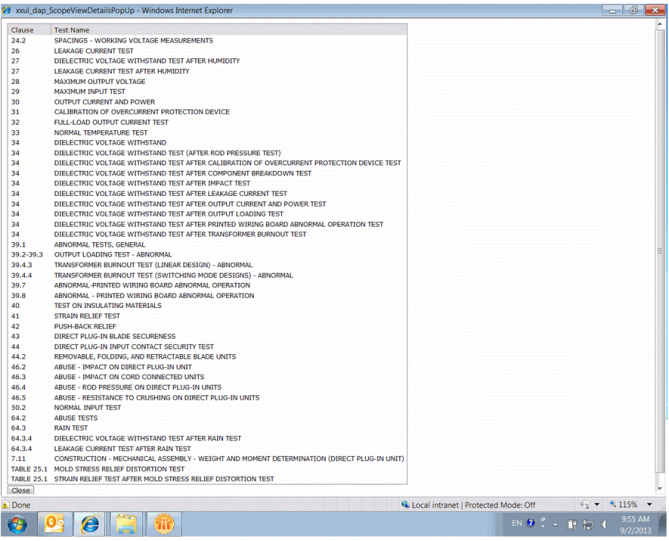 xxul_dap_ScopeViewDetailsPopUp - Windows Internet Explorer
Clause Test Name
24.2 SPACINGS - WORKING VOLTAGE MEASUREMENTS
26 LEAKAGE CURRENT TEST
27 DIELECTRIC VOLTAGE WITHSTAND TEST AFTER HUMIDITY
27 LEAKAGE CURRENT TEST AFTER HUMIDITY
28 MAXIMUM OUTPUT VOLTAGE
29 MAXIMUM INPUT TEST
30 OUTPUT CURRENT AND POWER
31 CALIBRATION OF OVERCURRENT PROTECTION DEVICE
32 FULL-LOAD OUTPUT CURRENT TEST
33 NORMAL TEMPERATURE TEST
34 DIELECTRIC VOLTAGE WITHSTAND
34 DIELECTRIC VOLTAGE WITHSTAND TEST (AFTER ROD PRESSURE TEST)
34 DIELECTRIC VOLTAGE WITHSTAND TEST AFTER CALIBRATION OF OVERCURRENT PROTECTION DEVICE TEST
34 DIELECTRIC VOLTAGE WITHSTAND TEST AFTER COMPONENT BREAKDOWN TEST
34 DIELECTRIC VOLTAGE WITHSTAND TEST AFTER IMPACT TEST
34 DIELECTRIC VOLTAGE WITHSTAND TEST AFTER LEAKAGE CURRENT TEST
34 DIELECTRIC VOLTAGE WITHSTAND TEST AFTER OUTPUT CURRENT AND POWER TEST
34 DIELECTRIC VOLTAGE WITHSTAND TEST AFTER OUTPUT LOADING TEST
34 DIELECTRIC VOLTAGE WITHSTAND TEST AFTER PRINTED WIRING BOARD ABNORMAL OPERATION TEST
34 DIELECTRIC VOLTAGE WITHSTAND TEST AFTER TRANSFORMER BURNOUT TEST
39.1 ABNORMAL TESTS, GENERAL
39.2-39.3 OUTPUT LOADING TEST - ABNORMAL
39.4.3 TRANSFORMER BURNOUT TEST (LINEAR DESIGN) - ABNORMAL
39.4.4 TRANSFORMER BURNOUT TEST (SWITCHING MODE DESIGNS) - ABNORMAL
39.7 ABNORMAL-PRINTED WIRING BOARD ABNORMAL OPERATION
39.8 ABNORMAL - PRINTED WIRING BOARD ABNORMAL OPERATION
40 TEST ON INSULATING MATERIALS
41 STRAIN RELIEF TEST
42 PUSH-BACK RELIEF
43 DIRECT PLUG-IN BLADE SECURENESS
44 DIRECT PLUG-IN INPUT CONTACT SECURITY TEST
44.2 REMOVABLE, FOLDING, AND RETRACTABLE BLADE UNITS
46.2 ABUSE - IMPACT ON DIRECT PLUG-IN UNIT
46.3 ABUSE - IMPACT ON CORD CONNECTED UNITS
46.4 ABUSE - ROD PRESSURE ON DIRECT PLUG-IN UNITS
46.5 ABUSE - RESISTANCE TO CRUSHING ON DIRECT PLUG-IN UNITS
50.2 NORMAL INPUT TEST
64.2 ABUSE TESTS
64.3 RAIN TEST
64.3.4 DIELECTRIC VOLTAGE WITHSTAND TEST AFTER RAIN TEST
64.3.4 LEAKAGE CURRENT TEST AFTER RAIN TEST
7.11 CONSTRUCTION - MECHANICAL ASSEMBLY - WEIGHT AND MOMENT DETERMINATION (DIRECT PLUG-IN UNIT)
TABLE 25.1 MOLD STRESS RELIEF DISTORTION TEST
TABLE 25.1 STRAIN RELIEF TEST AFTER MOLD STRESS RELIEF DISTORTION TEST
Close
Done Local intranet | Protected Mode: Off 115%
EN 9:55 AM
9/2/2013